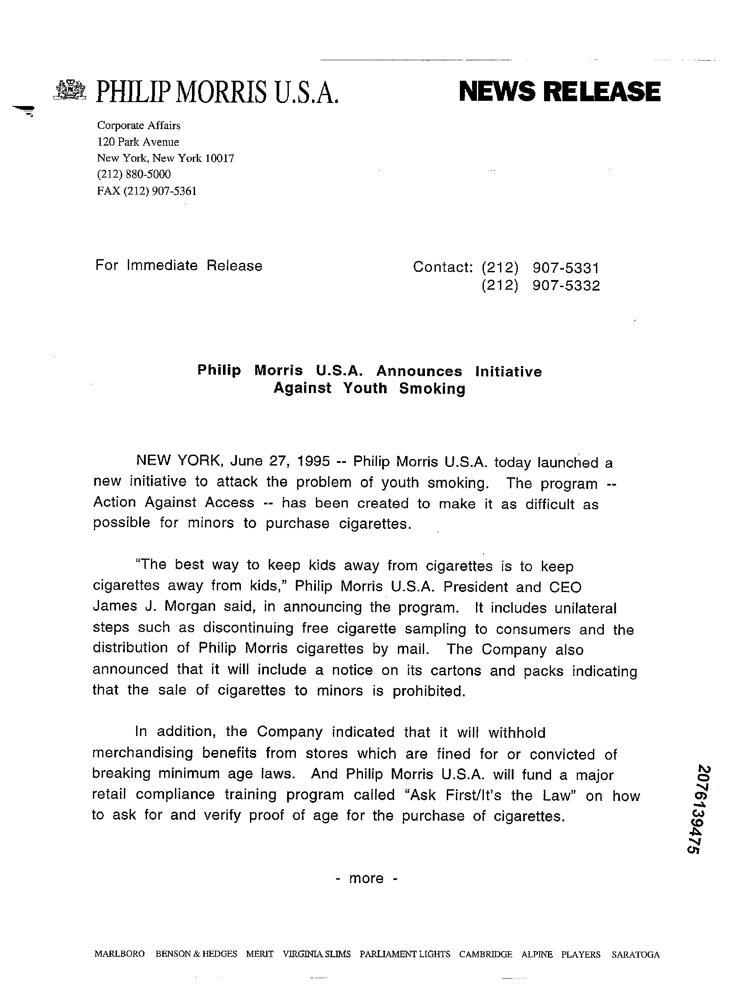 PHILIP MORRIS U.S.A. NEWS RELEASE
Corporate Affairs
120 Park Avenue
New York, New York 10017
(212) 880-5000
FAX (212) 907-5361
For Immediate Release Contact: (212) 907-5331
(212) 907-5332
Philip Morris U.S.A. Announces Initiative
Against Youth Smoking
NEW YORK, June 27, 1995 -- Philip Morris U.S.A. today launched a
new initiative to attack the problem of youth smoking. The program --
Action Against Access -- has been created to make it as difficult as
possible for minors to purchase cigarettes.
“The best way to keep kids away from cigarettes is to keep
cigarettes away from kids,” Philip Morris U.S.A. President and CEO
James J. Morgan said, in announcing the program. It includes unilateral
steps such as discontinuing free cigarette sampling to consumers and the
distribution of Philip Morris cigarettes by mail. The Company also
announced that it will include a notice on its cartons and packs indicating
that the sale of cigarettes to minors is prohibited.
In addition, the Company indicated that it will withhold
merchandising benefits from stores which are fined for or convicted of
breaking minimum age laws. And Philip Morris U.S.A. will fund a major
retail compliance training program called “Ask First/It's the Law” on how
to ask for and verify proof of age for the purchase of cigarettes.
2076139475
- more -
MARLBORO BENSON & HEDGES MERIT VIRGINIA SLIMS PARLIAMENT LIGHTS CAMBRIDGE ALPINE PLAYERS SARATOGA